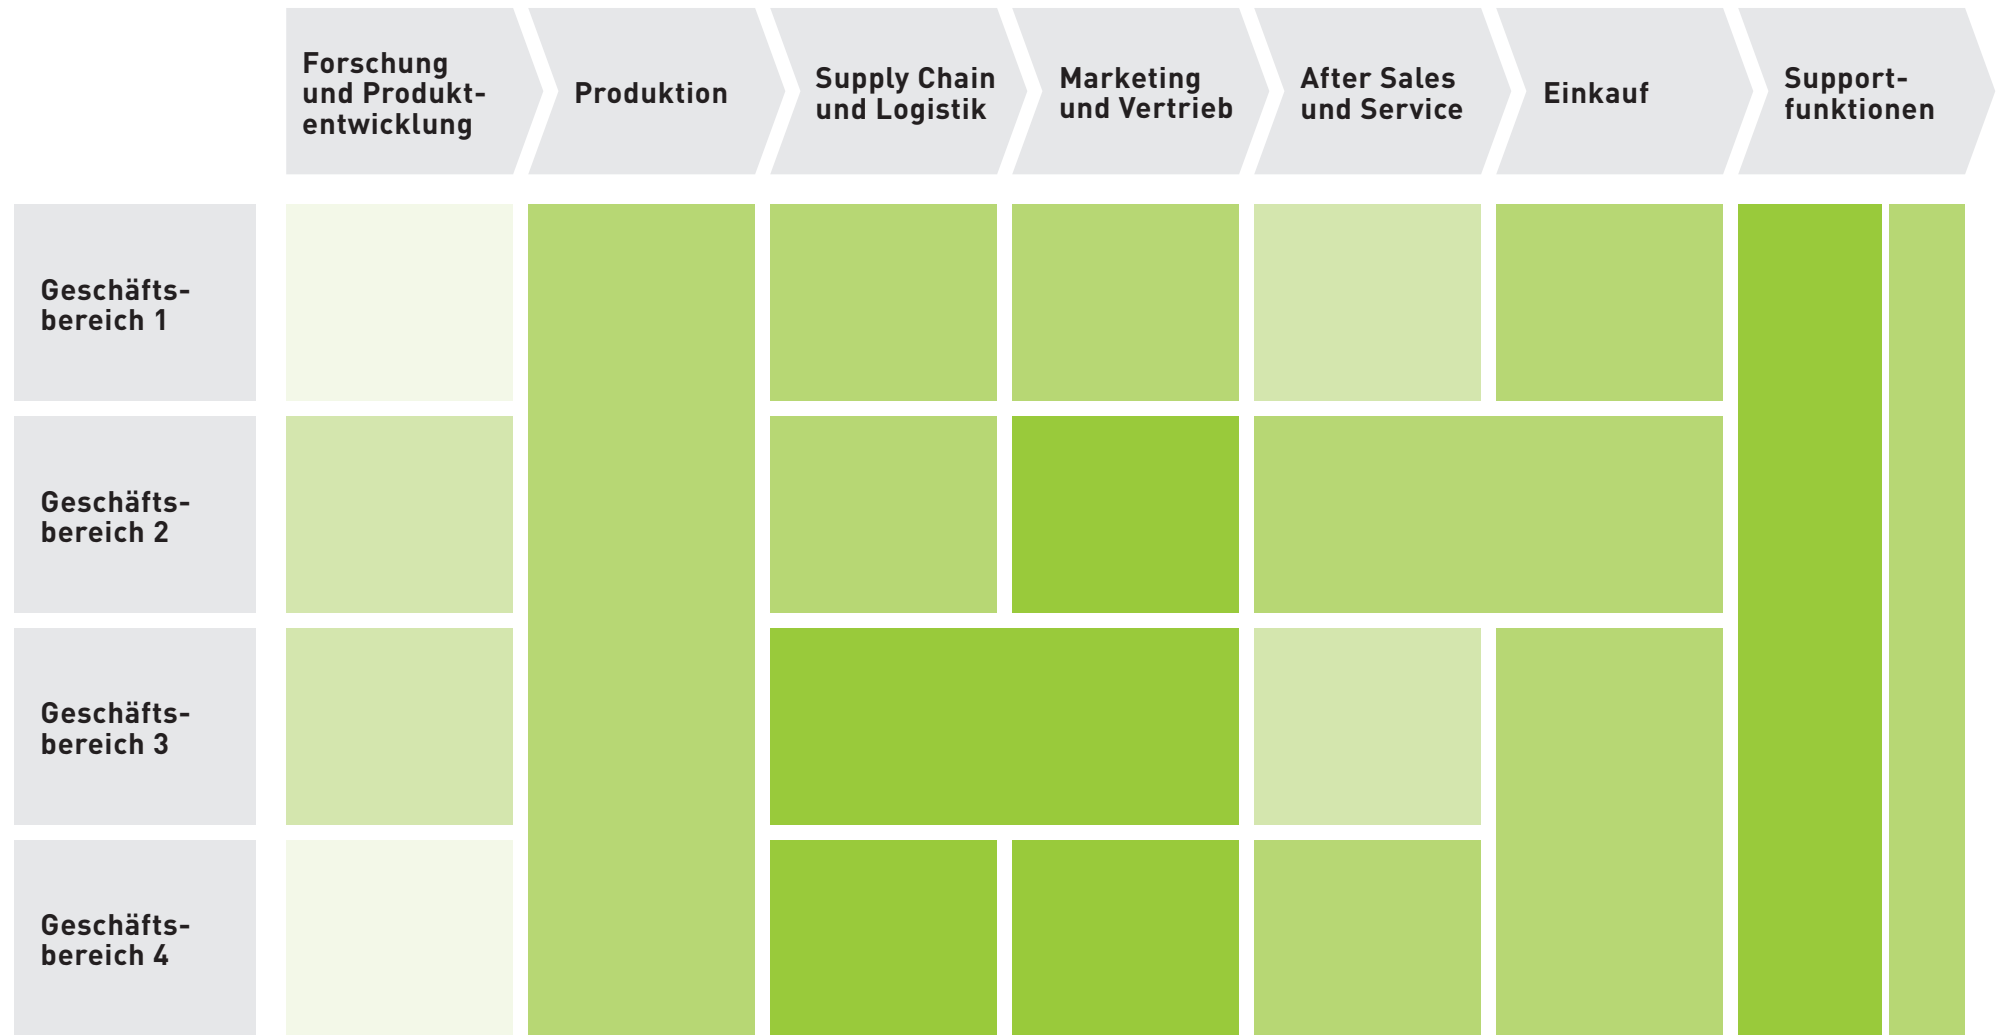 Forschung
und Produkt-
entwicklung
Produktion
Supply Chain
und Logistik
Marketing
und Vertrieb
After Sales
und Service
Einkauf
Support-
funktionen
Geschäfts-
bereich 1
Geschäfts-
bereich 2
Geschäfts-
bereich 3
Geschäfts-
bereich 4